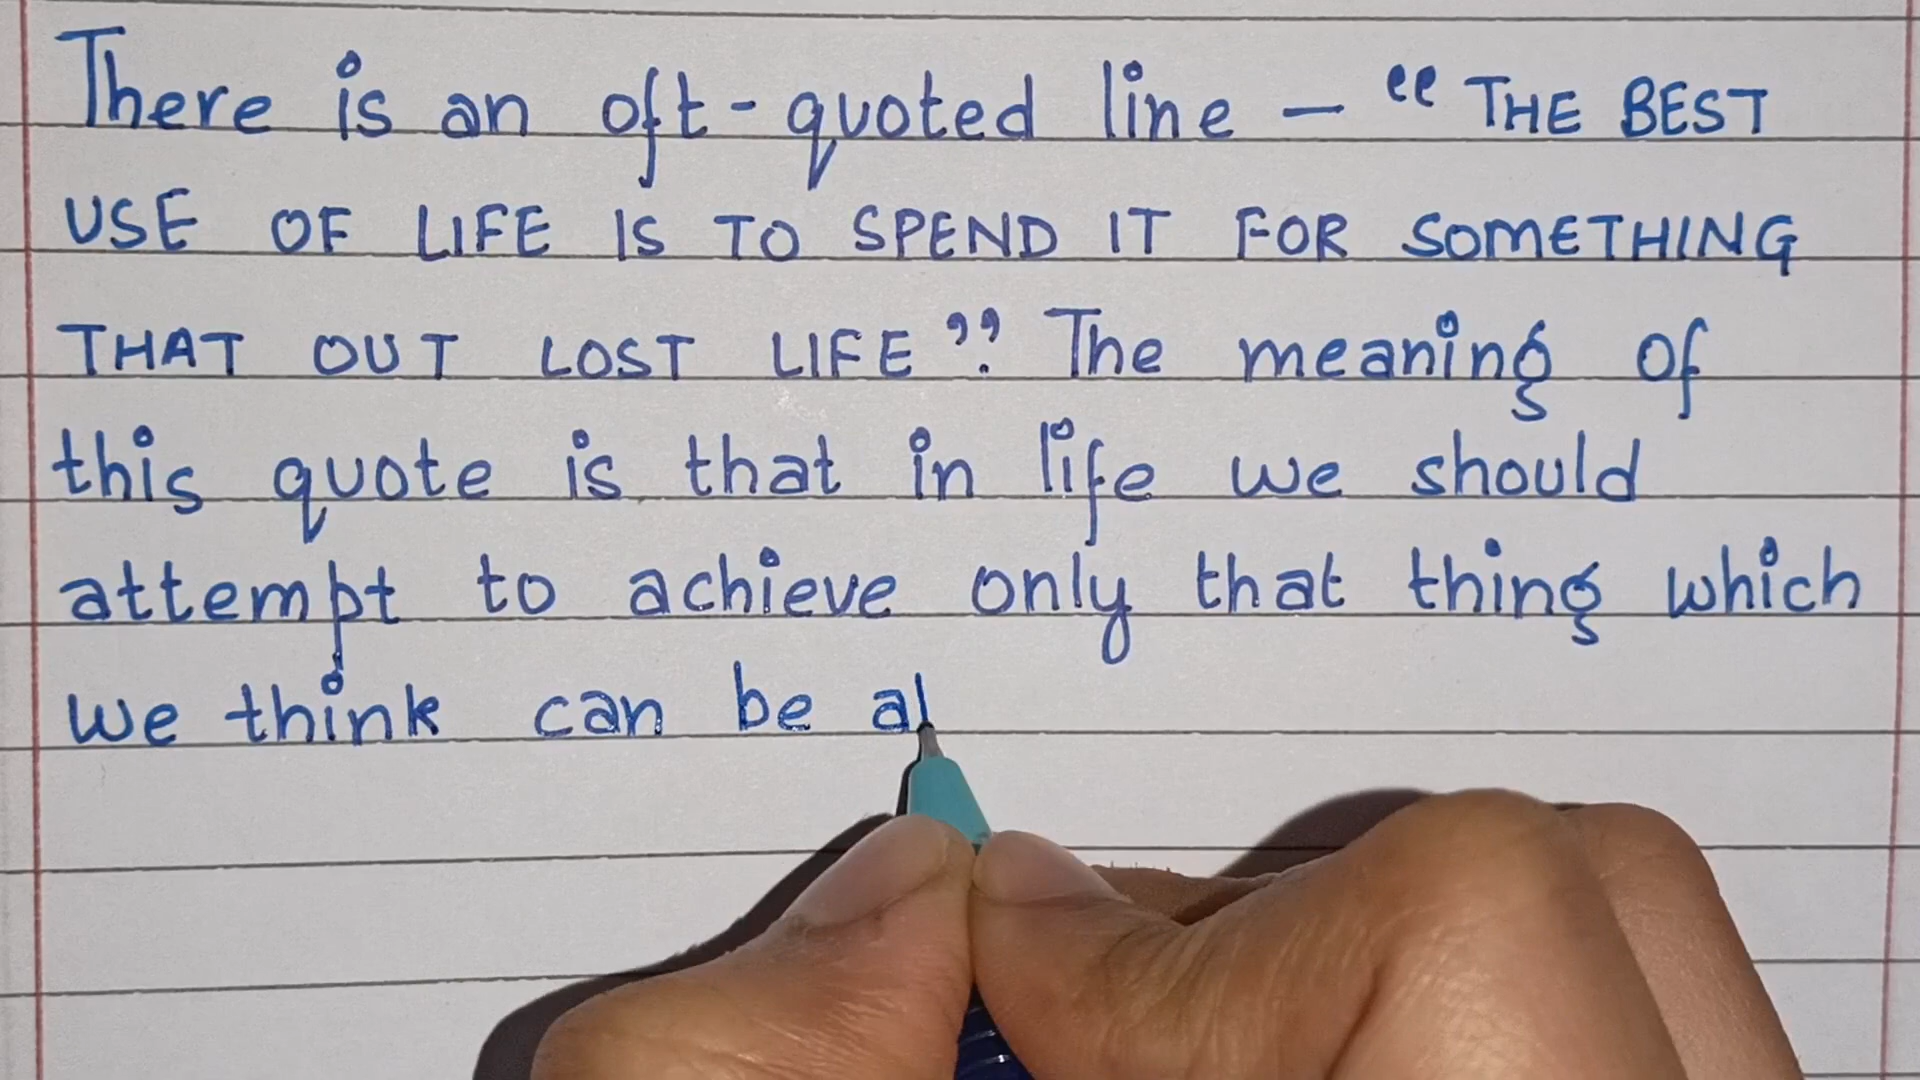 There is an oft-quoted line - “THE BEST
USE OF LIFE IS TO SPEND IT FOR SOMETHING
THAT OUT LOST LIFE”. The meaning of
this quote is that in life we should
attempt to achieve only that thing which
we think can be al